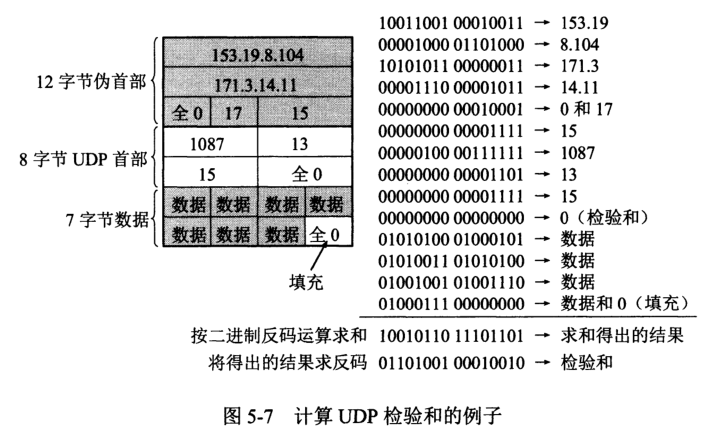 12 字节伪首部
153.19.8.104
171.3.14.11
全 0 17 15
8 字节 UDP 首部
1087 13
15 全 0
7 字节数据
数据 数据 数据 数据
数据 数据 数据 全 0
填充
10011001 00010011 → 153.19
00001000 01101000 → 8.104
10101011 00000011 → 171.3
00001110 00001011 → 14.11
00000000 00010001 → 0 和 17
00000000 00001111 → 15
00000100 00111111 → 1087
00000000 00001101 → 13
00000000 00001111 → 15
00000000 00000000 → 0（检验和）
01010100 01000101 → 数据
01010011 01010100 → 数据
01001001 01001110 → 数据
01000111 00000000 → 数据和 0（填充）
按二进制反码运算求和 10010110 11101101 → 求和得出的结果
将得出的结果求反码 01101001 00010010 → 检验和
图 5-7 计算 UDP 检验和的例子